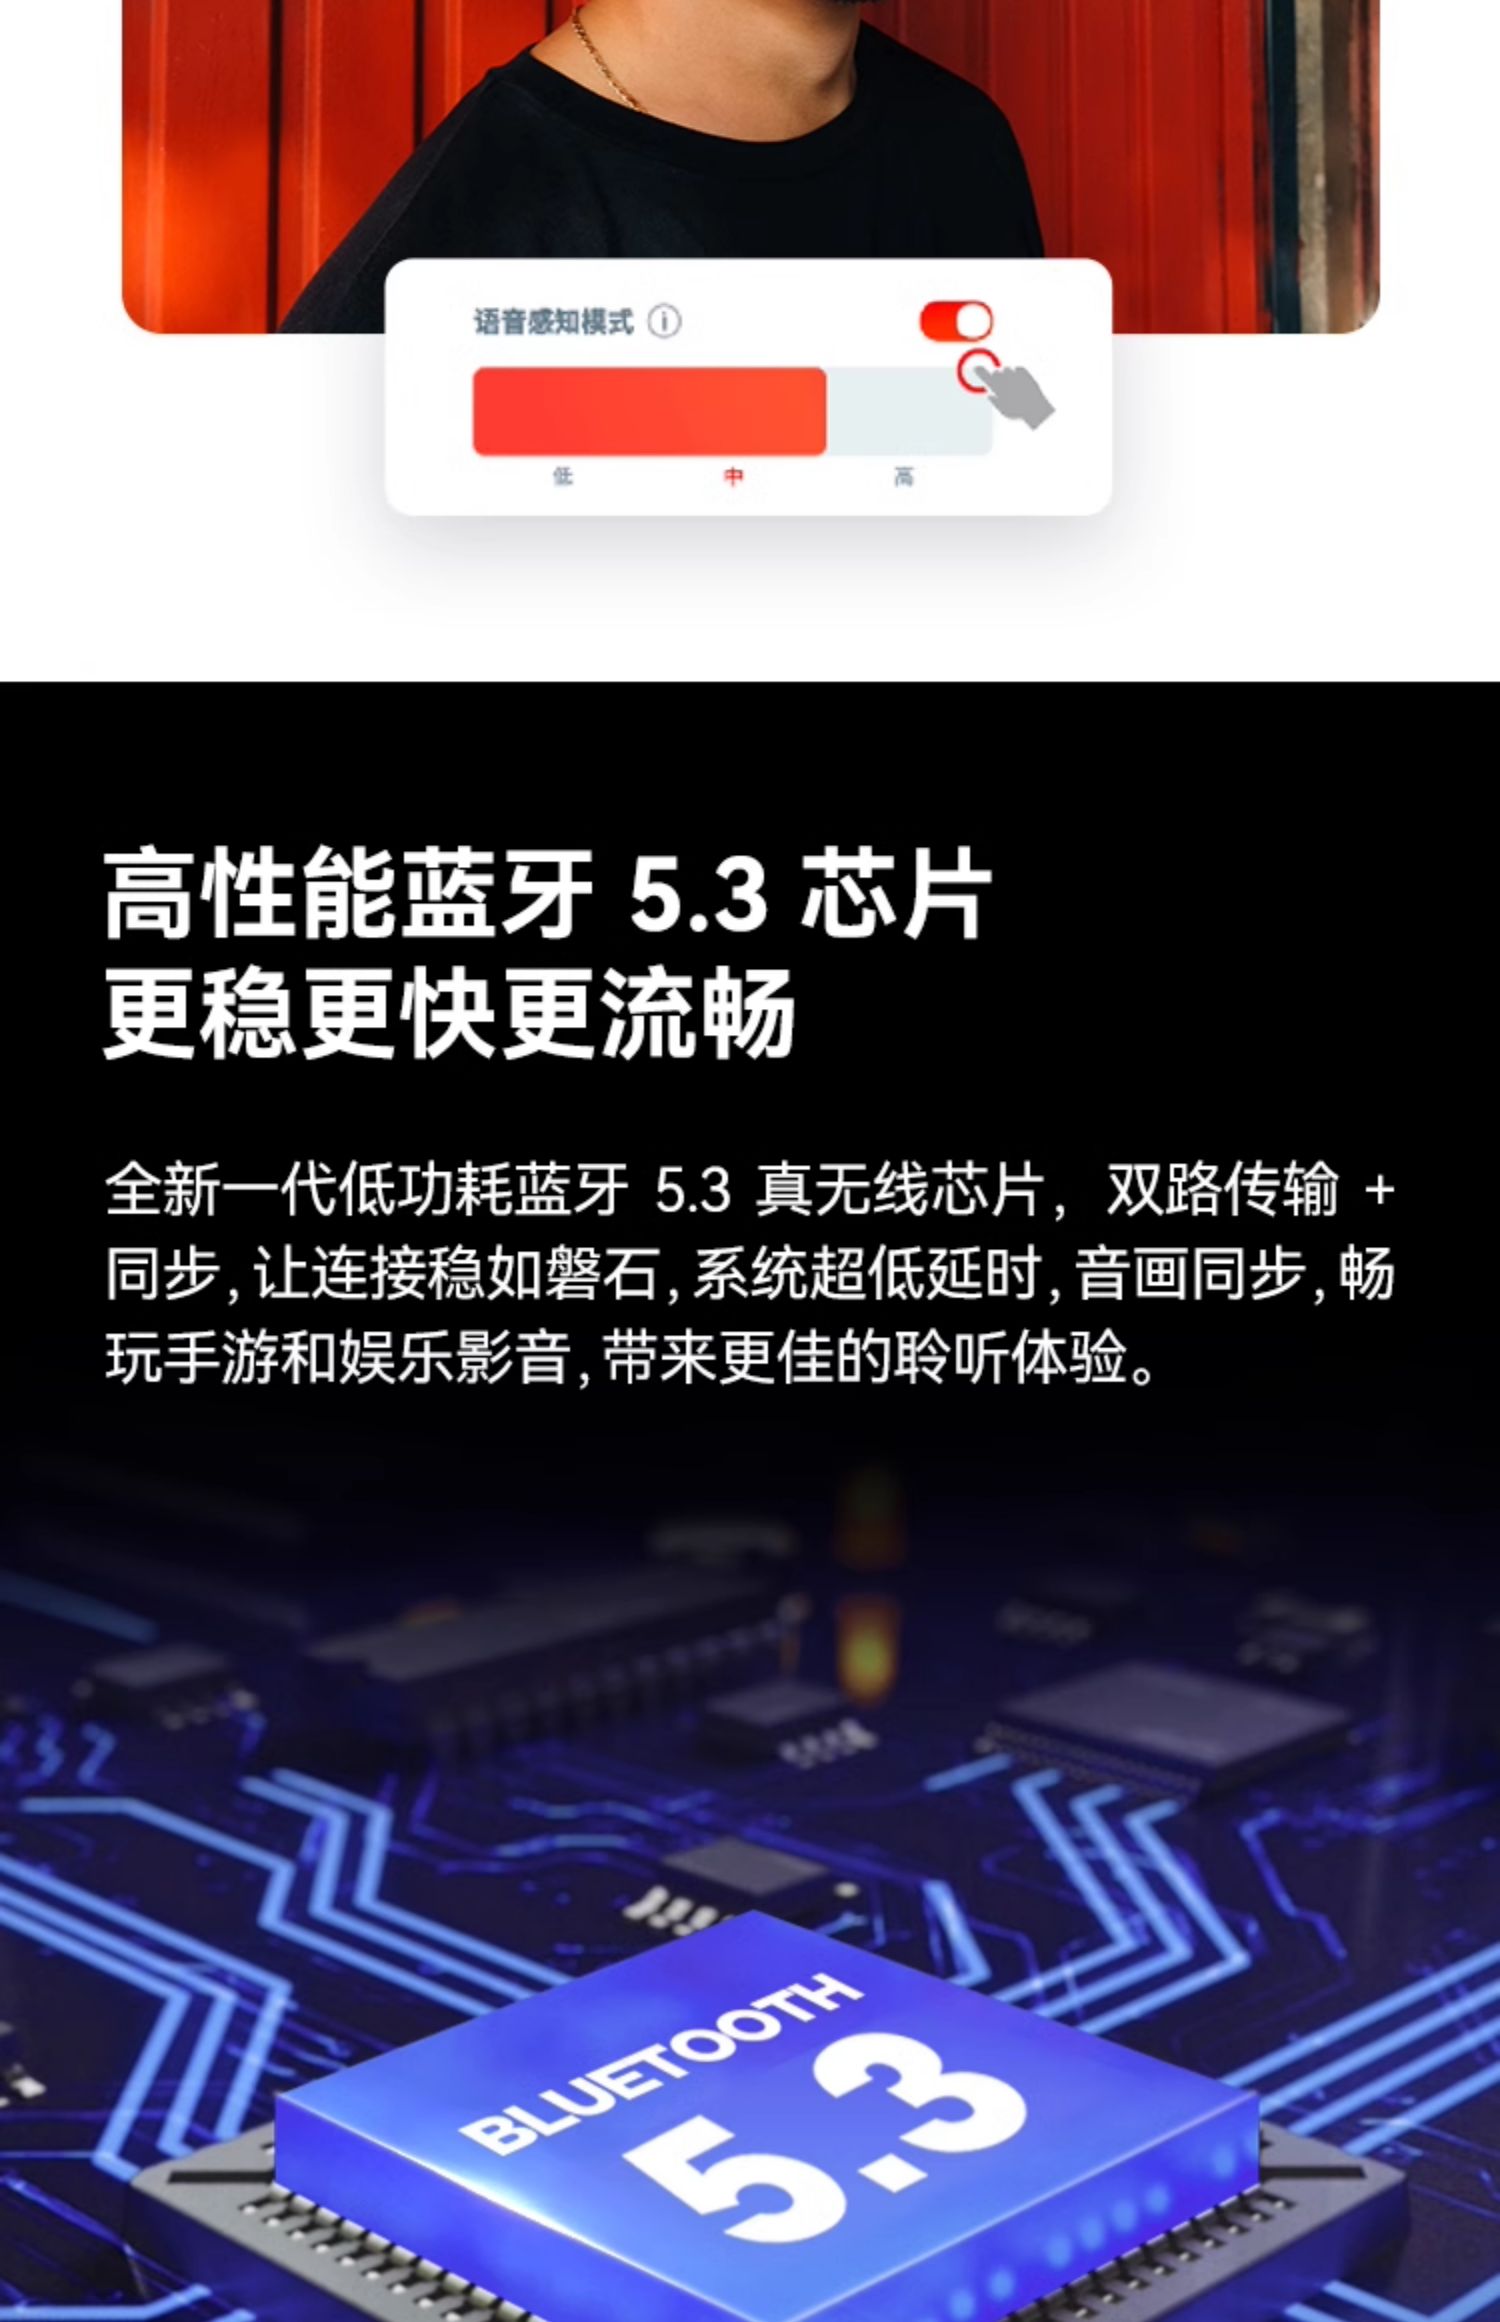 语音感知模式 ⓘ
低 中 高
高性能蓝牙 5.3 芯片
更稳更快更流畅
全新一代低功耗蓝牙 5.3 真无线芯片，双路传输 +
同步,让连接稳如磐石,系统超低延时,音画同步,畅
玩手游和娱乐影音,带来更佳的聆听体验。
BLUETOOTH
5.3